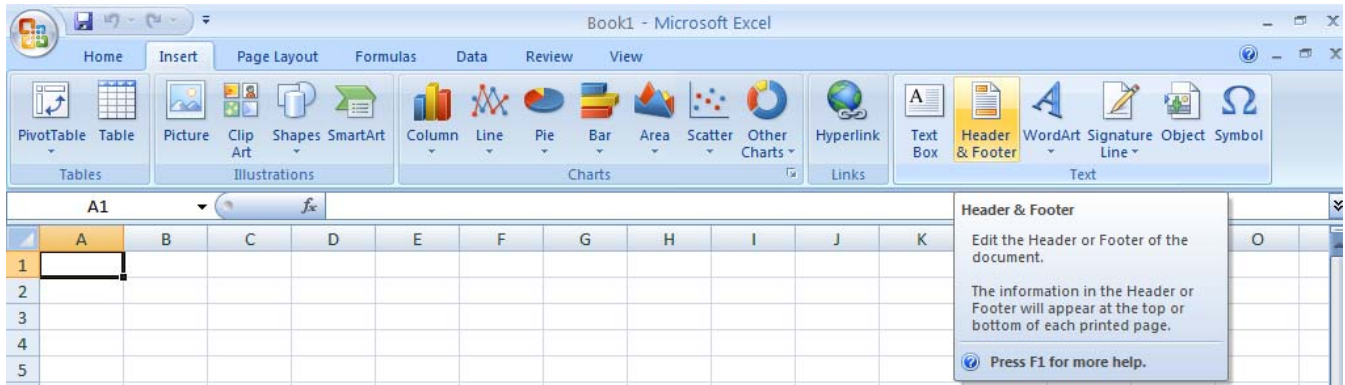 Book1 - Microsoft Excel
Home Insert Page Layout Formulas Data Review View
PivotTable Table Picture Clip Art Shapes SmartArt Column Line Pie Bar Area Scatter Other Charts Hyperlink Text Box Header & Footer WordArt Signature Line Object Symbol
Tables Illustrations Charts Links Text
A1 fx
A B C D E F G H I J K O
1
2
3
4
5
Header & Footer
Edit the Header or Footer of the
document.
The information in the Header or
Footer will appear at the top or
bottom of each printed page.
Press F1 for more help.